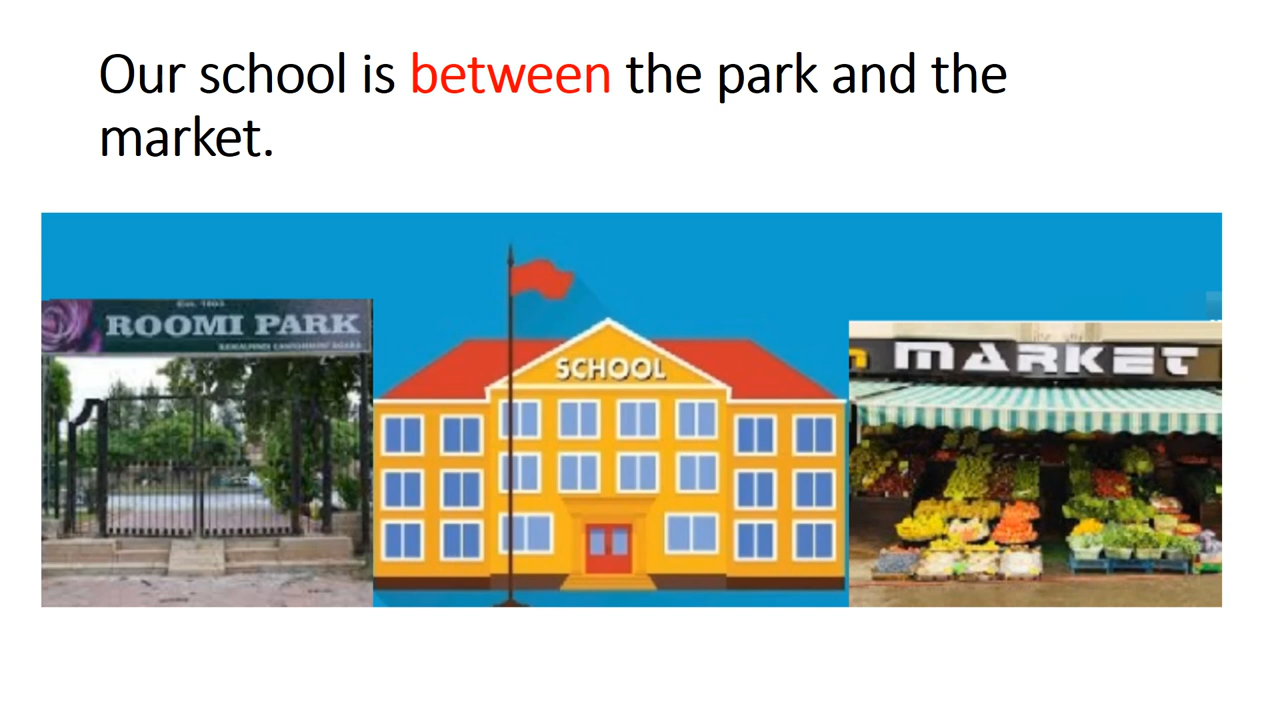 Our school is between the park and the
market.
ROOMI PARK
SCHOOL
MARKET